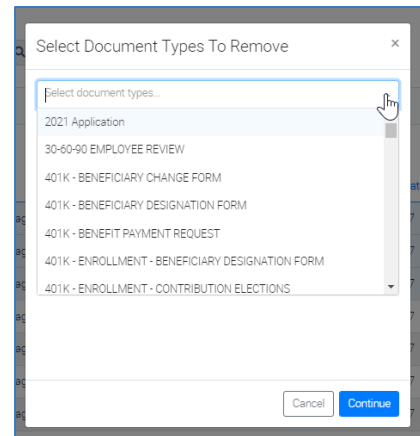 Select Document Types To Remove
×
Select document types...
2021 Application
30-60-90 EMPLOYEE REVIEW
401K - BENEFICIARY CHANGE FORM
401K - BENEFICIARY DESIGNATION FORM
401K - BENEFIT PAYMENT REQUEST
401K - ENROLLMENT - BENEFICIARY DESIGNATION FORM
401K - ENROLLMENT - CONTRIBUTION ELECTIONS
Cancel Continue